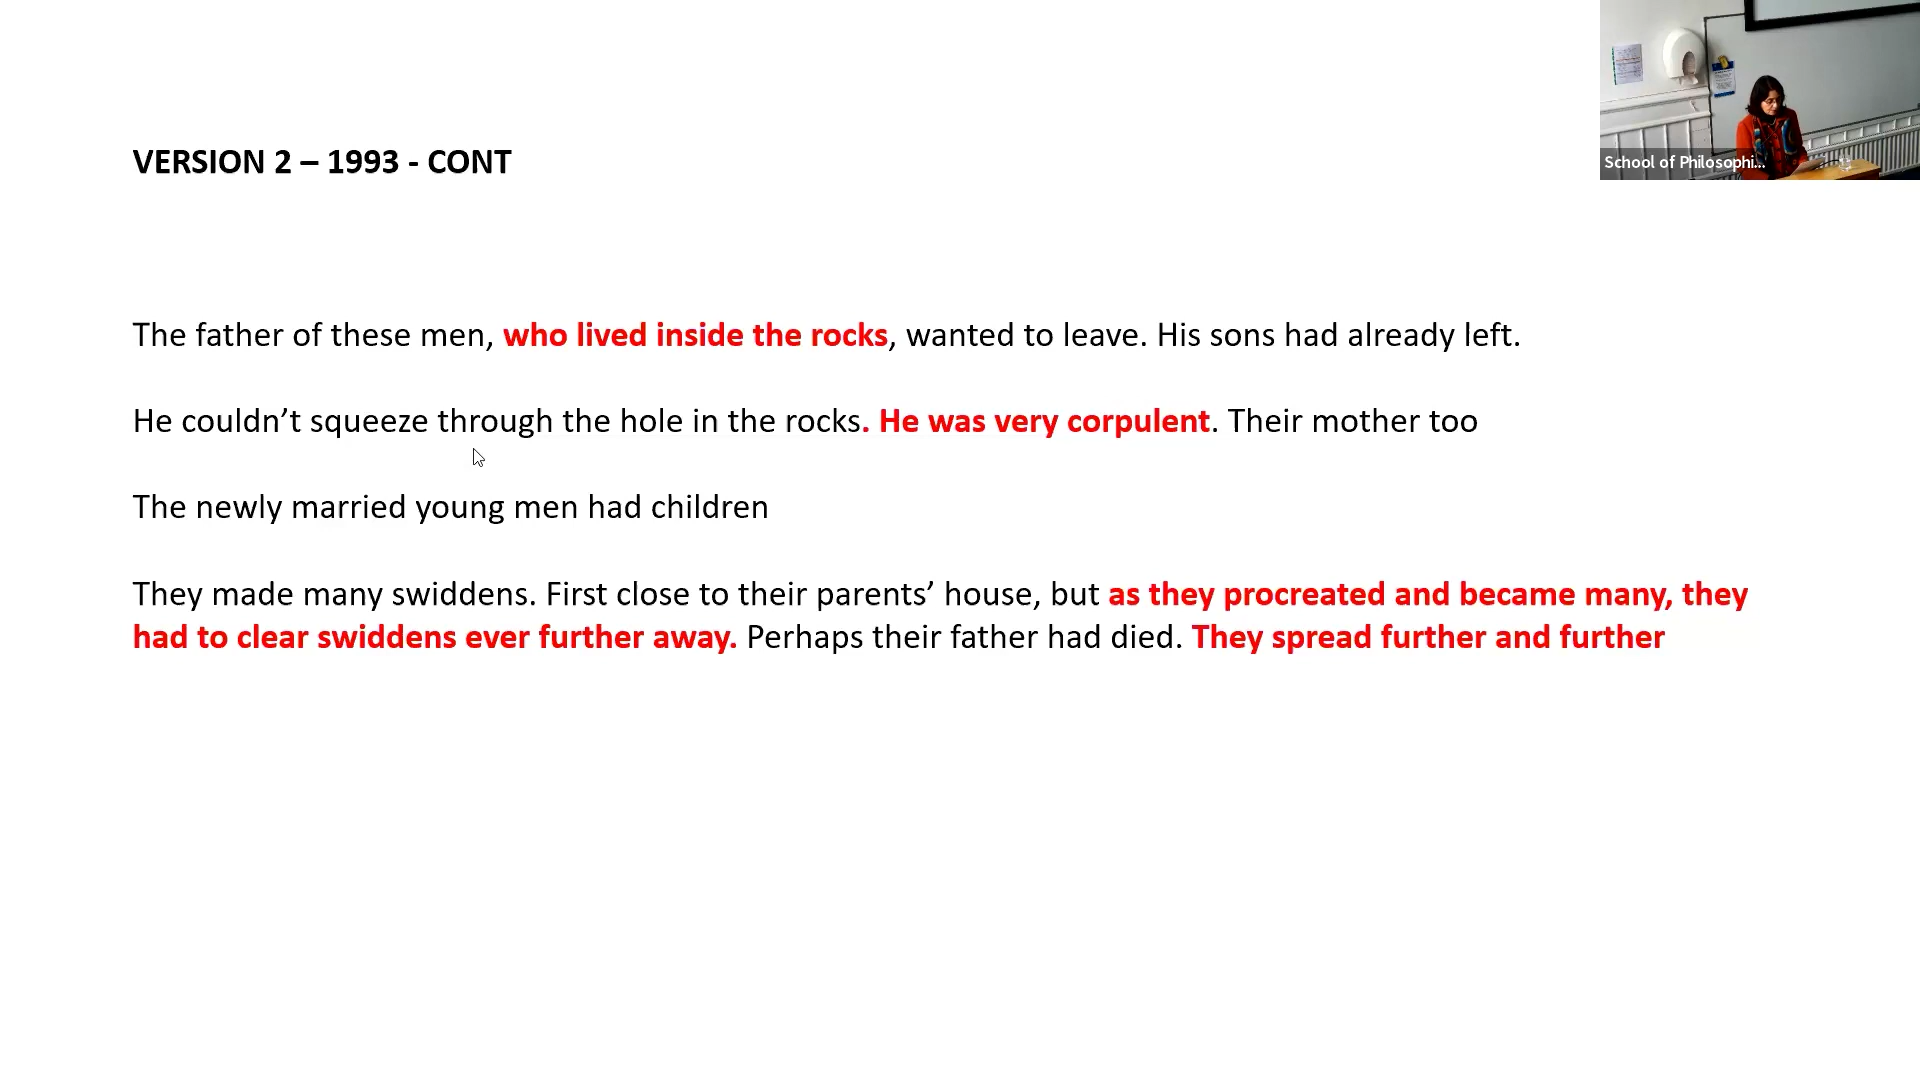 School of Philosophi...
VERSION 2 – 1993 - CONT
The father of these men, who lived inside the rocks, wanted to leave. His sons had already left.
He couldn’t squeeze through the hole in the rocks. He was very corpulent. Their mother too
The newly married young men had children
They made many swiddens. First close to their parents’ house, but as they procreated and became many, they
had to clear swiddens ever further away. Perhaps their father had died. They spread further and further